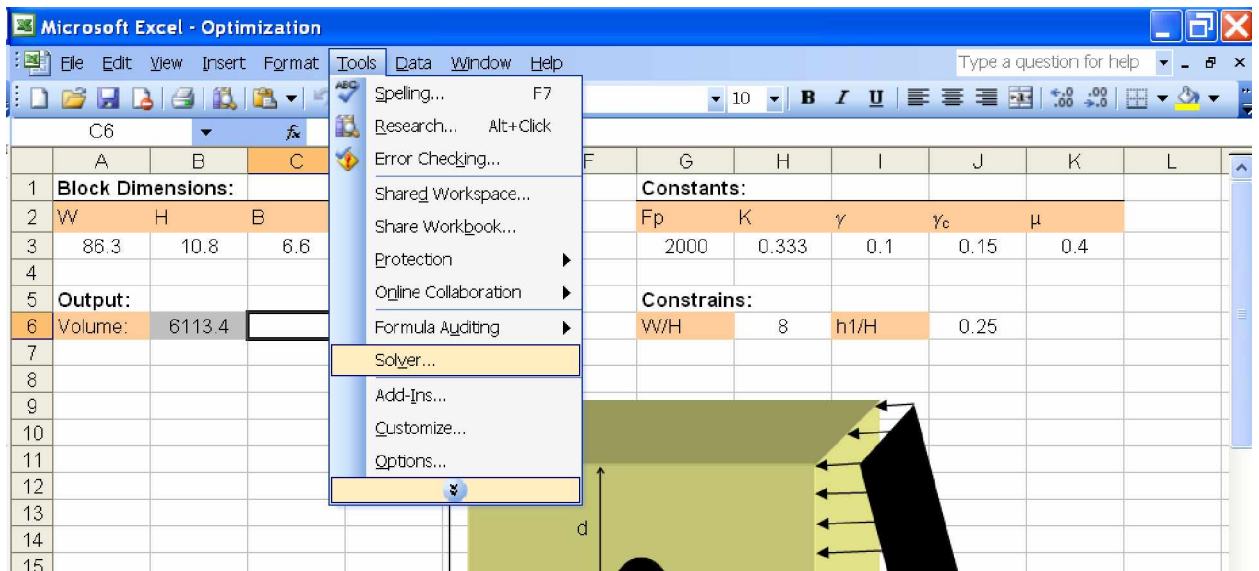 Microsoft Excel - Optimization
File Edit View Insert Format Tools Data Window Help Type a question for help
10 B I U
C6 fx
A B C F G H I J K L
1 Block Dimensions: Constants:
2 W H B Fp K γ γc μ
3 86.3 10.8 6.6 2000 0.333 0.1 0.15 0.4
4
5 Output: Constrains:
6 Volume: 6113.4 W/H 8 h1/H 0.25
7
8
9
10
11
12
13
14
15
ABC Spelling... F7
Research... Alt+Click
Error Checking...
Shared Workspace...
Share Workbook...
Protection
Online Collaboration
Formula Auditing
Solver...
Add-Ins...
Customize...
Options...
d